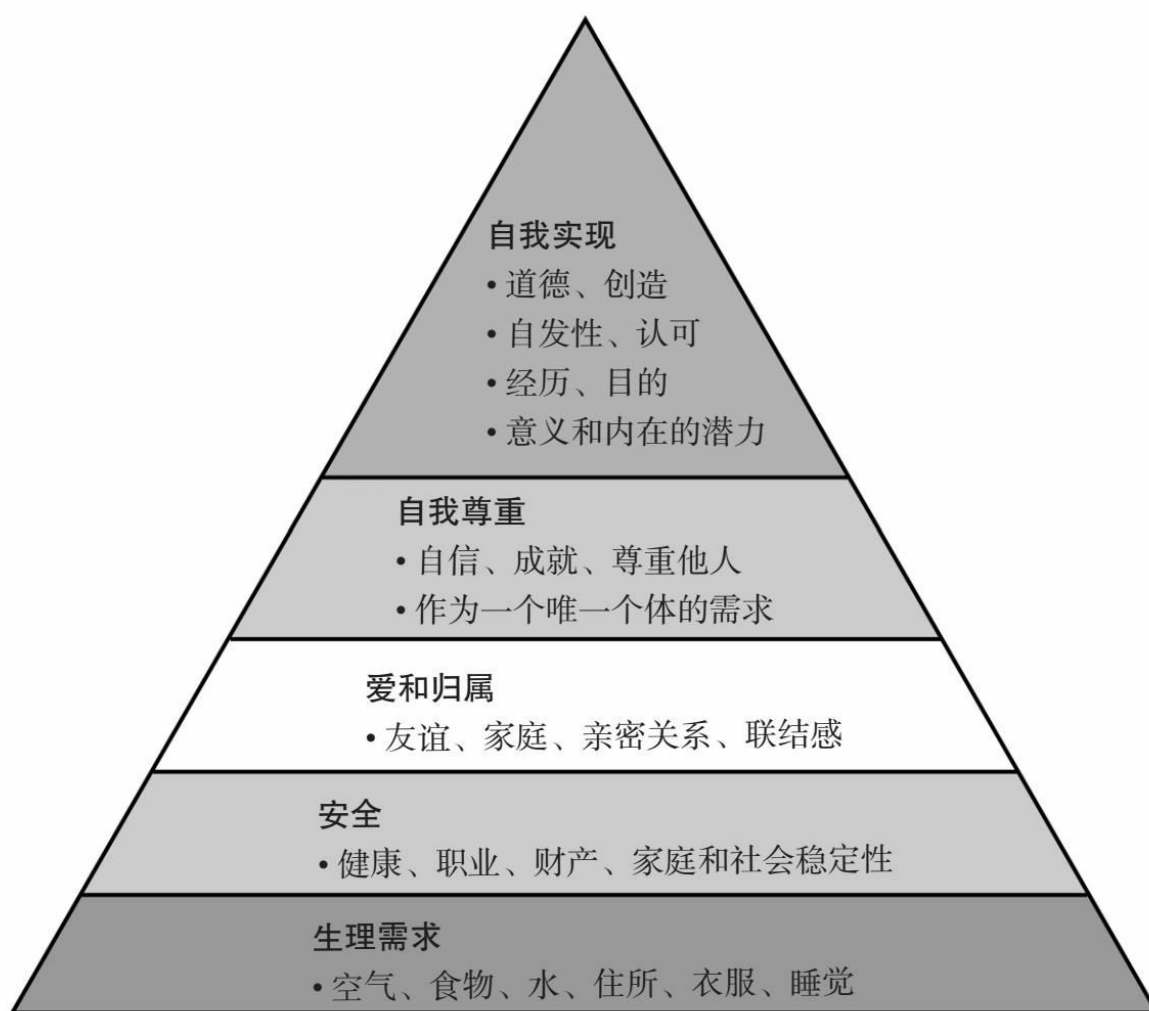 自我实现
• 道德、创造
• 自发性、认可
• 经历、目的
• 意义和内在的潜力
自我尊重
• 自信、成就、尊重他人
• 作为一个唯一个体的需求
爱和归属
• 友谊、家庭、亲密关系、联结感
安全
• 健康、职业、财产、家庭和社会稳定性
生理需求
• 空气、食物、水、住所、衣服、睡觉